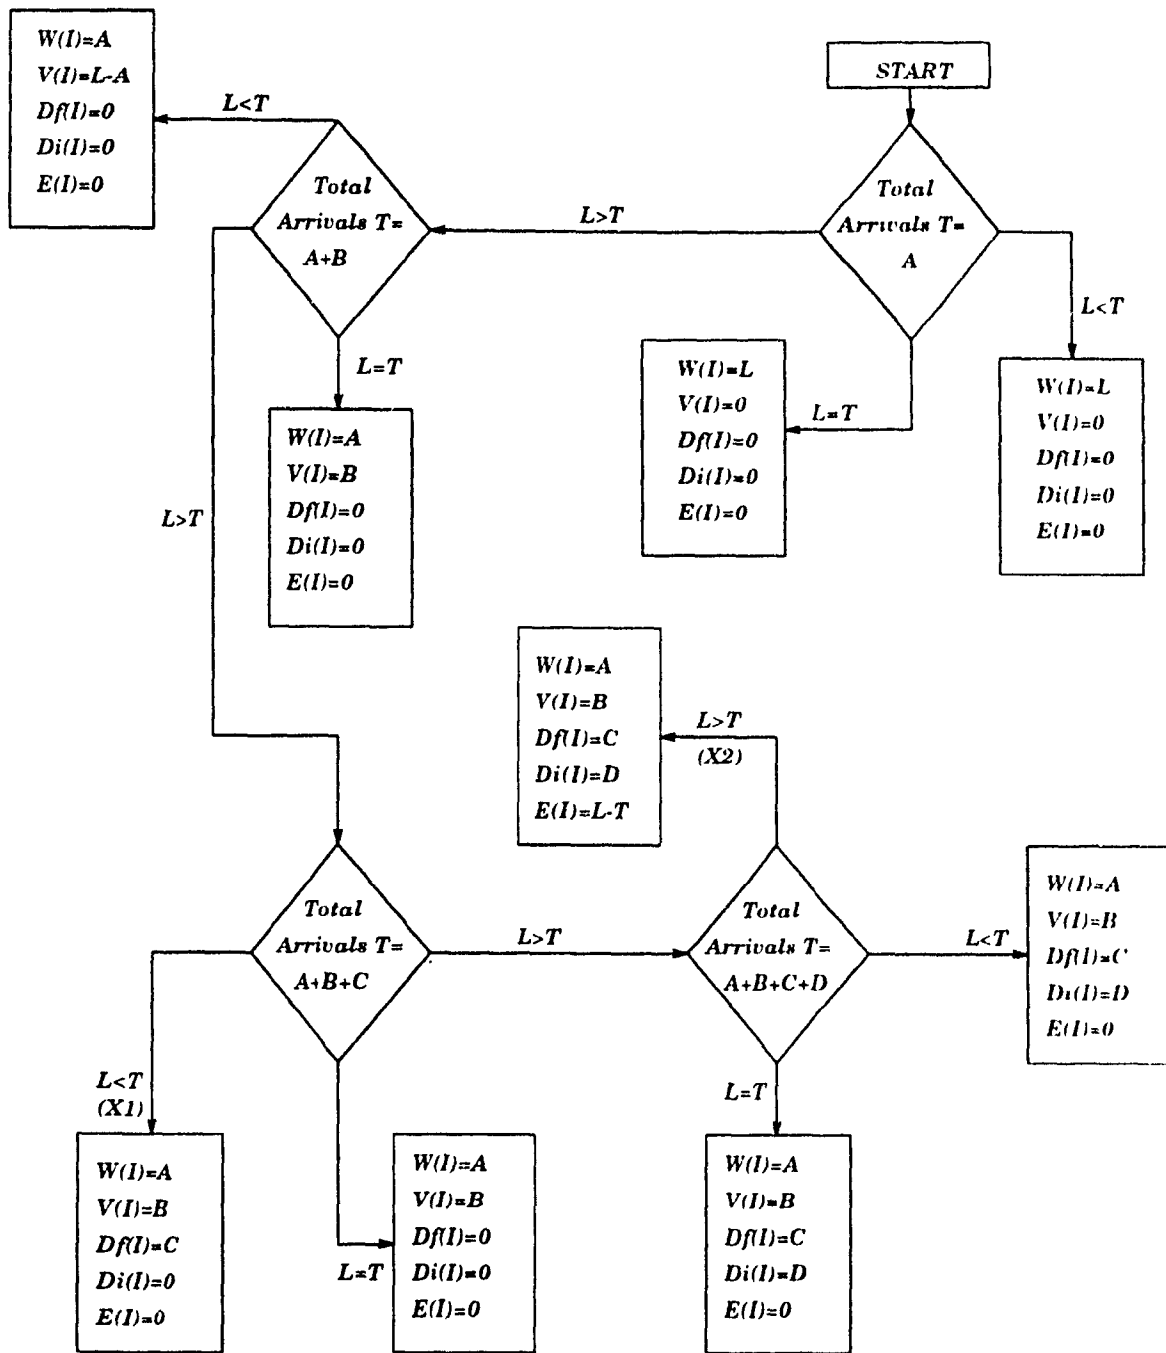 START
Total
Arrivals T=
A
L>T
L<T
W(I)=L
V(I)=0
Df(I)=0
Di(I)=0
E(I)=0
L=T
W(I)=L
V(I)=0
Df(I)=0
Di(I)=0
E(I)=0
Total
Arrivals T=
A+B
L<T
W(I)=A
V(I)=L-A
Df(I)=0
Di(I)=0
E(I)=0
L=T
W(I)=A
V(I)=B
Df(I)=0
Di(I)=0
E(I)=0
L>T
Total
Arrivals T=
A+B+C
L<T
(X1)
W(I)=A
V(I)=B
Df(I)=C
Di(I)=0
E(I)=0
L=T
W(I)=A
V(I)=B
Df(I)=0
Di(I)=0
E(I)=0
L>T
Total
Arrivals T=
A+B+C+D
L>T
(X2)
W(I)=A
V(I)=B
Df(I)=C
Di(I)=D
E(I)=L-T
L<T
W(I)=A
V(I)=B
Df(I)=C
Di(I)=D
E(I)=0
L=T
W(I)=A
V(I)=B
Df(I)=C
Di(I)=D
E(I)=0